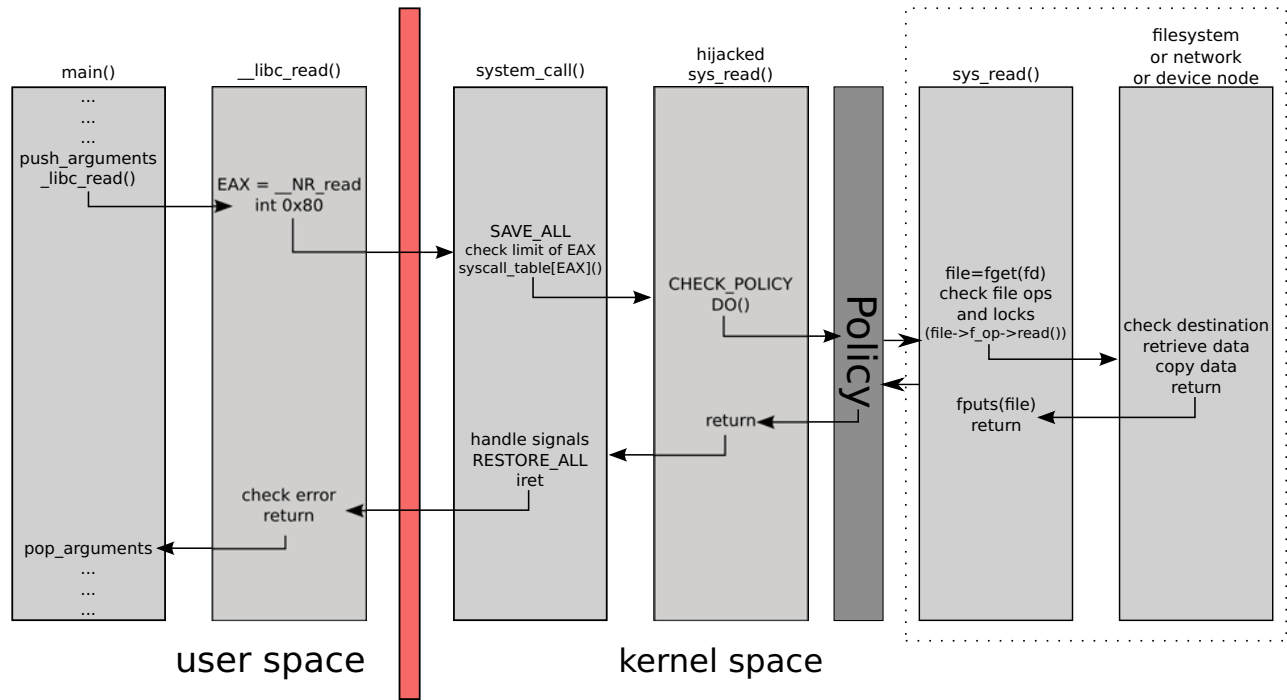 main()
...
...
...
push_arguments
_libc_read()
pop_arguments
...
...
...
__libc_read()
EAX = __NR_read
int 0x80
check error
return
user space
system_call()
SAVE_ALL
check limit of EAX
syscall_table[EAX]()
handle signals
RESTORE_ALL
iret
hijacked
sys_read()
CHECK_POLICY
DO()
return
Policy
sys_read()
file=fget(fd)
check file ops
and locks
(file->f_op->read())
fputs(file)
return
filesystem
or network
or device node
check destination
retrieve data
copy data
return
kernel space